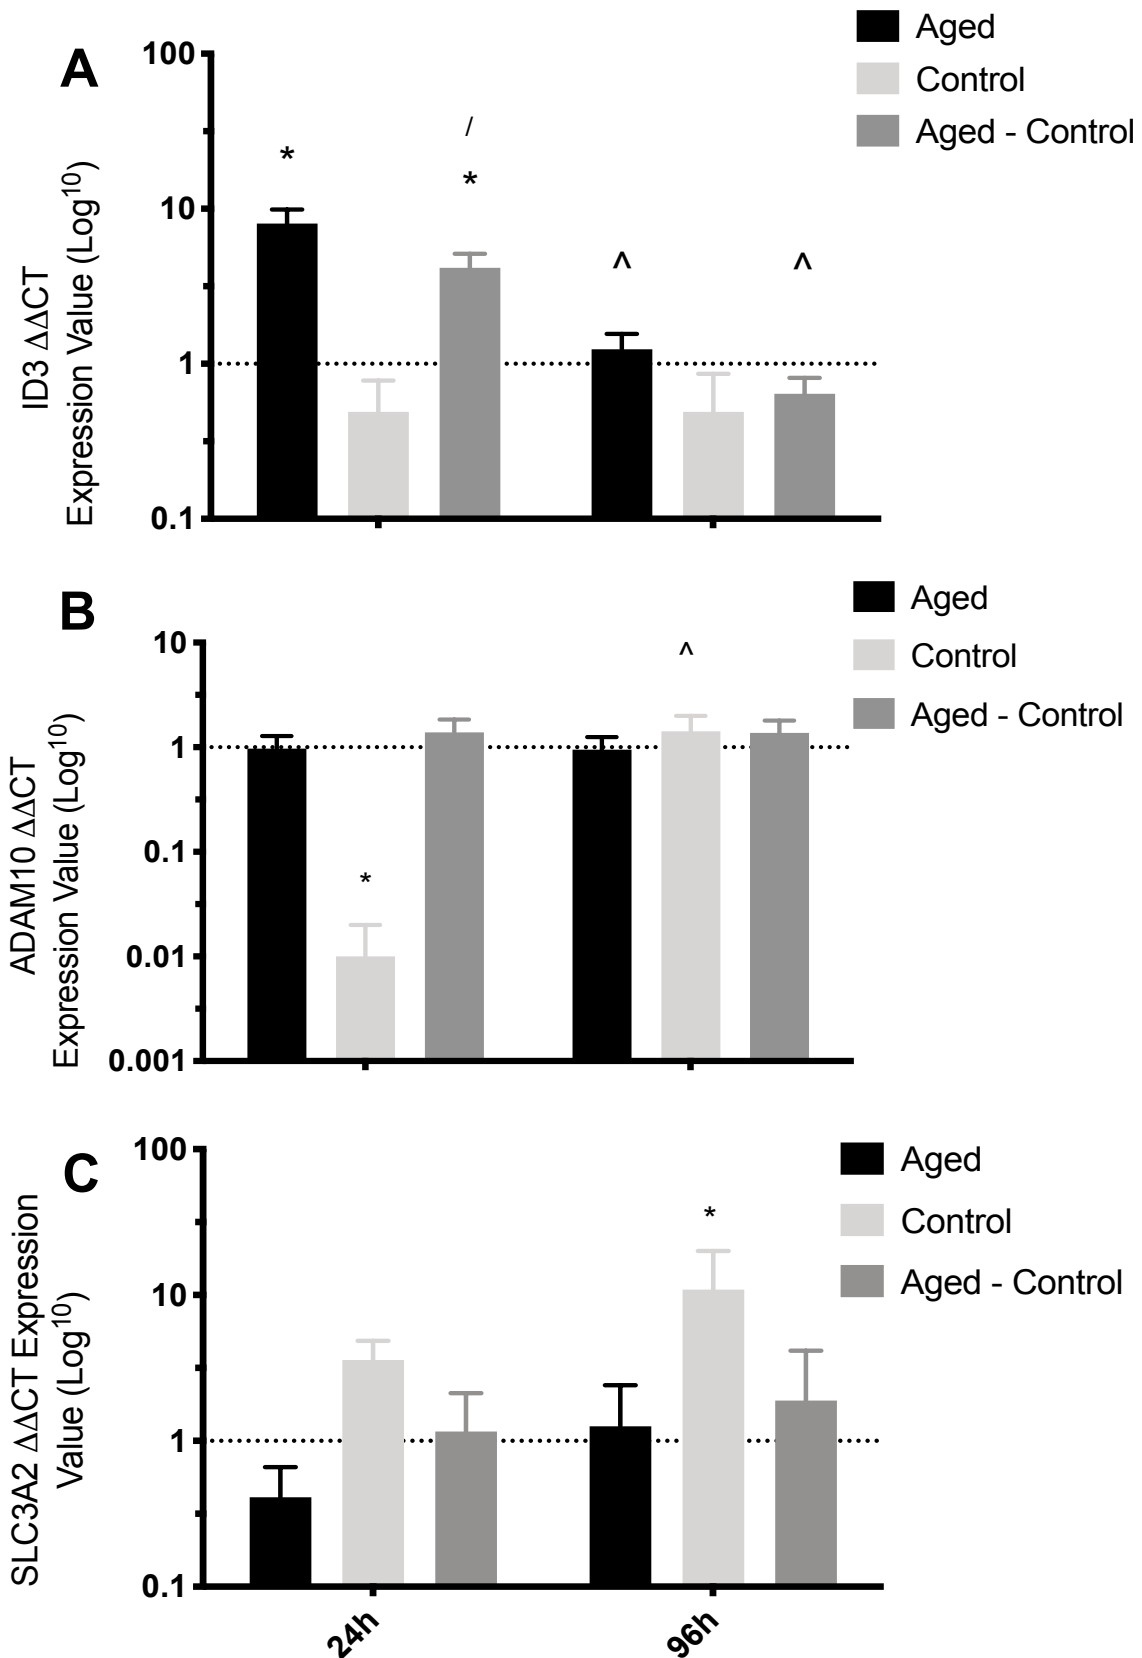 A
Aged
Control
Aged - Control
ID3 ΔΔCT
Expression Value (Log10)
100
10
1
0.1
*
/
*
^
^
B
Aged
Control
Aged - Control
ADAM10 ΔΔCT
Expression Value (Log10)
10
1
0.1
0.01
0.001
*
^
C
Aged
Control
Aged - Control
SLC3A2 ΔΔCT Expression
Value (Log10)
100
10
1
0.1
*
24h
96h